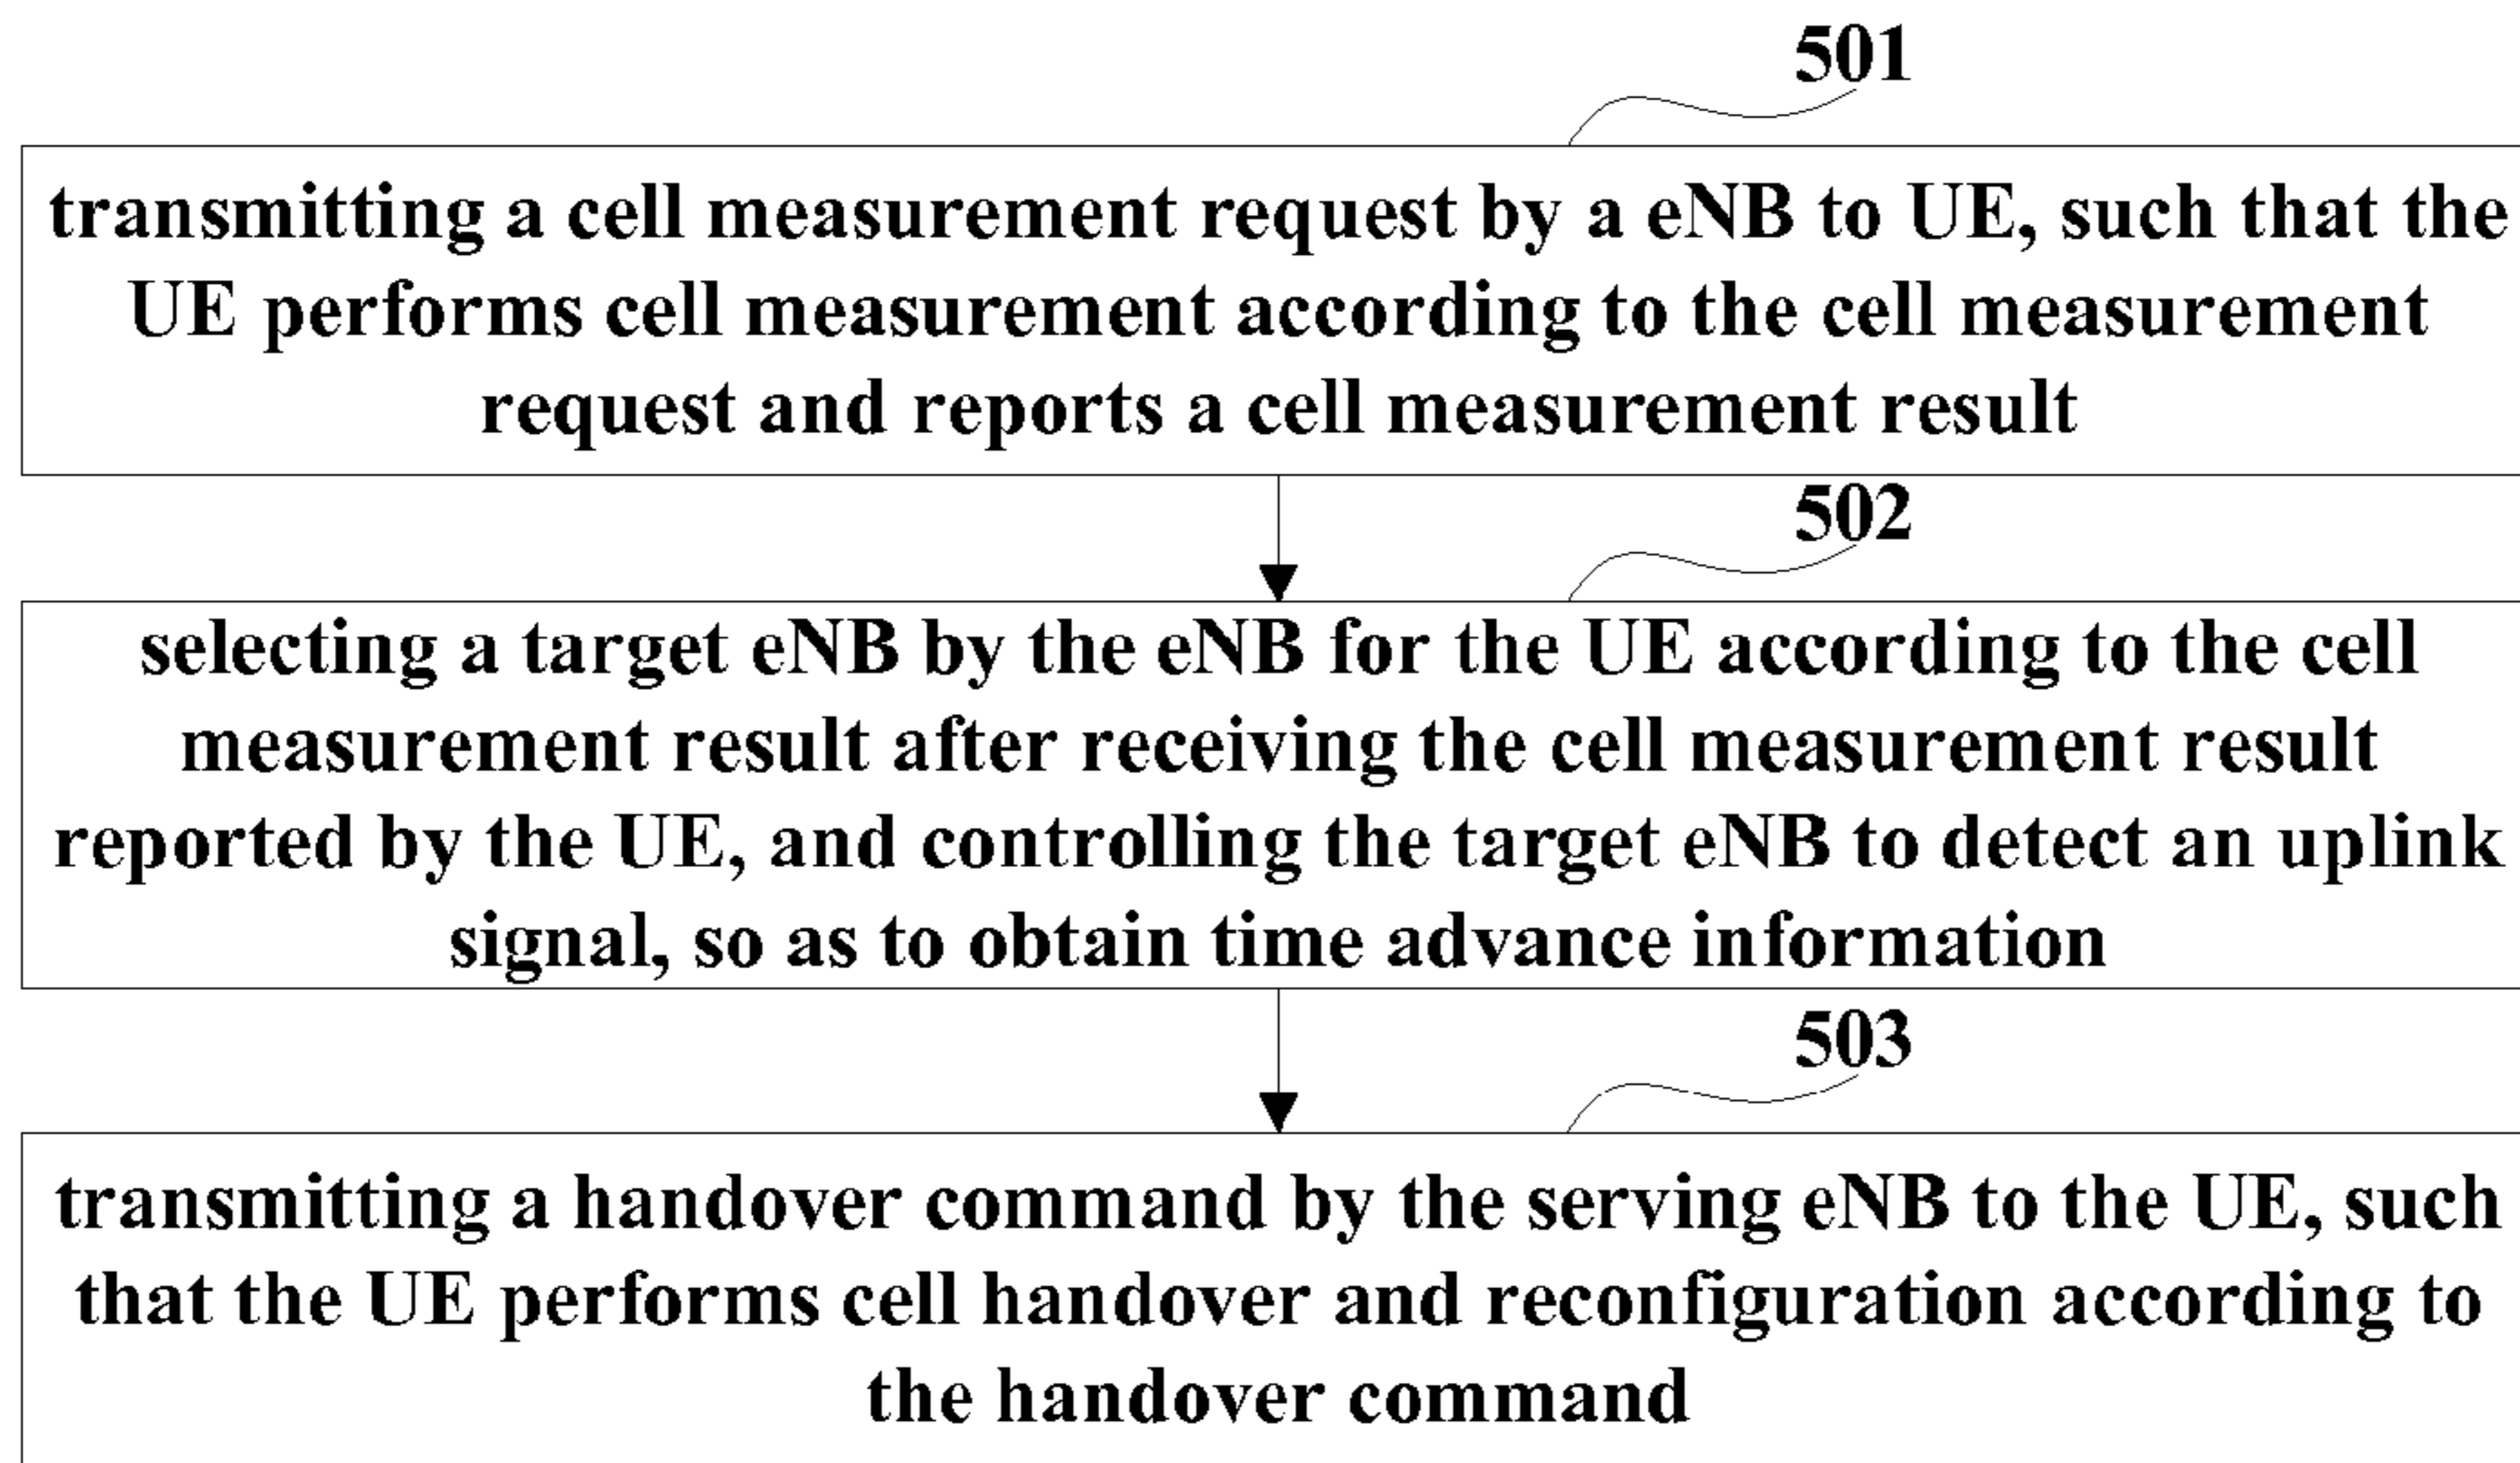 501
transmitting a cell measurement request by a eNB to UE, such that the
UE performs cell measurement according to the cell measurement
request and reports a cell measurement result
502
selecting a target eNB by the eNB for the UE according to the cell
measurement result after receiving the cell measurement result
reported by the UE, and controlling the target eNB to detect an uplink
signal, so as to obtain time advance information
503
transmitting a handover command by the serving eNB to the UE, such
that the UE performs cell handover and reconfiguration according to
the handover command